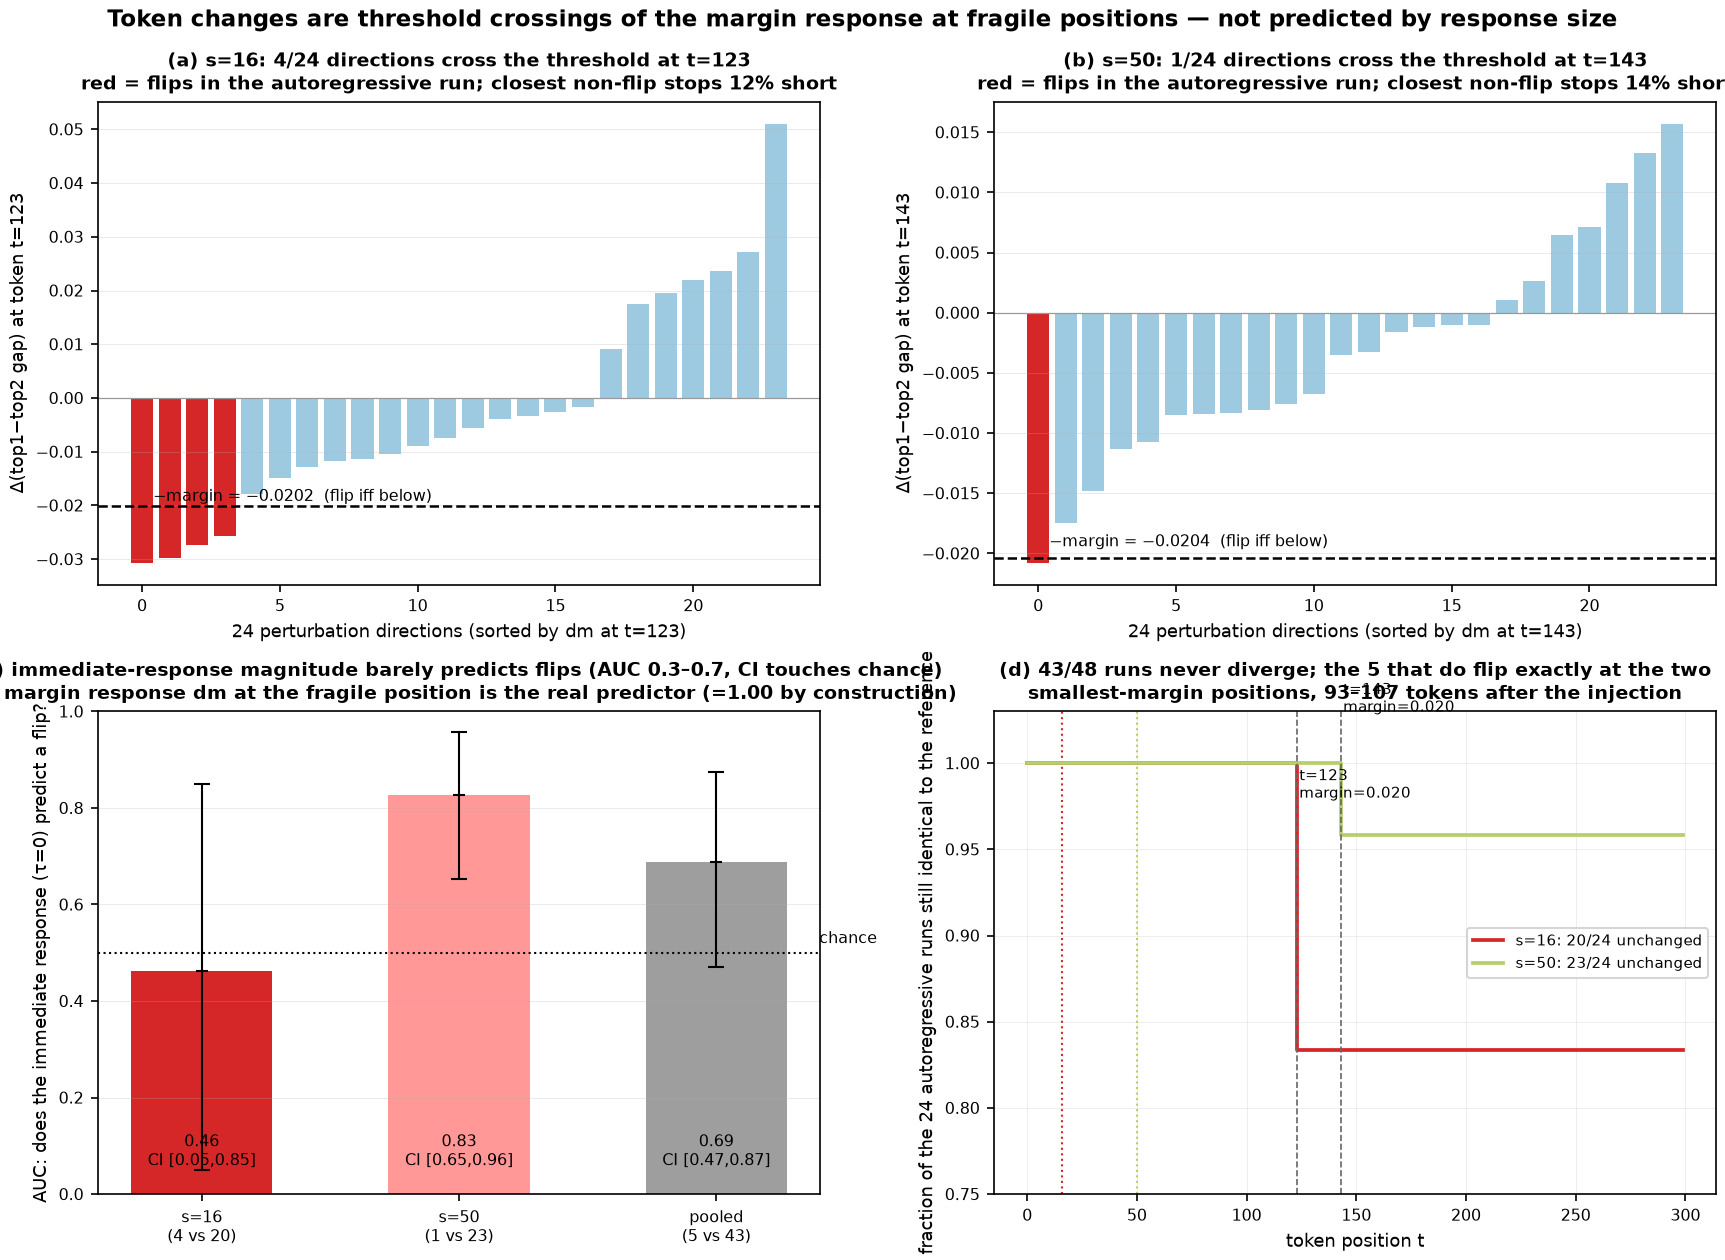 Token changes are threshold crossings of the margin response at fragile positions — not predicted by response size
(a) s=16: 4/24 directions cross the threshold at t=123
red = flips in the autoregressive run; closest non-flip stops 12% short
Δ(top1−top2 gap) at token t=123
0.05
0.04
0.03
0.02
0.01
0.00
−0.01
−0.02
−0.03
−margin = −0.0202 (flip iff below)
0 5 10 15 20
24 perturbation directions (sorted by dm at t=123)
(b) s=50: 1/24 directions cross the threshold at t=143
red = flips in the autoregressive run; closest non-flip stops 14% shor
Δ(top1−top2 gap) at token t=143
0.015
0.010
0.005
0.000
−0.005
−0.010
−0.015
−0.020
−margin = −0.0204 (flip iff below)
0 5 10 15 20
24 perturbation directions (sorted by dm at t=143)
) immediate-response magnitude barely predicts flips (AUC 0.3–0.7, CI touches chance)
margin response dm at the fragile position is the real predictor (=1.00 by construction)
AUC: does the immediate response (τ=0) predict a flip?
1.0
0.8
0.6
0.4
0.2
0.0
chance
0.46
CI [0.05,0.85]
0.83
CI [0.65,0.96]
0.69
CI [0.47,0.87]
s=16
(4 vs 20)
s=50
(1 vs 23)
pooled
(5 vs 43)
(d) 43/48 runs never diverge; the 5 that do flip exactly at the two
smallest-margin positions, 93–107 tokens after the injection
fraction of the 24 autoregressive runs still identical to the reference
t=143
margin=0.020
t=123
margin=0.020
1.00
0.95
0.90
0.85
0.80
0.75
s=16: 20/24 unchanged
s=50: 23/24 unchanged
0 50 100 150 200 250 300
token position t